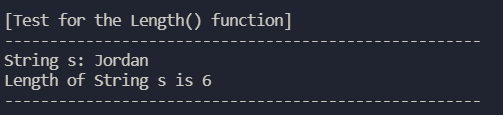 [Test for the Length() function]
-----------------------------------------------------
String s: Jordan
Length of String s is 6
-----------------------------------------------------